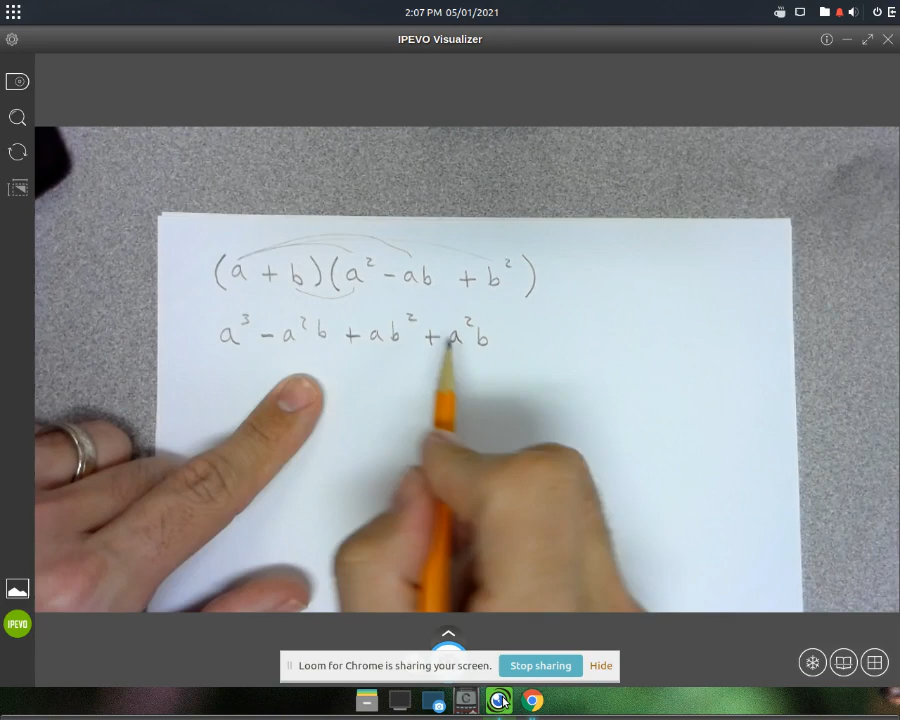 2:07 PM 05/01/2021
IPEVO Visualizer
(a + b)(a² - ab + b²)
a³ - a²b + ab² + a²b
IPEVO
Loom for Chrome is sharing your screen. Stop sharing Hide
C